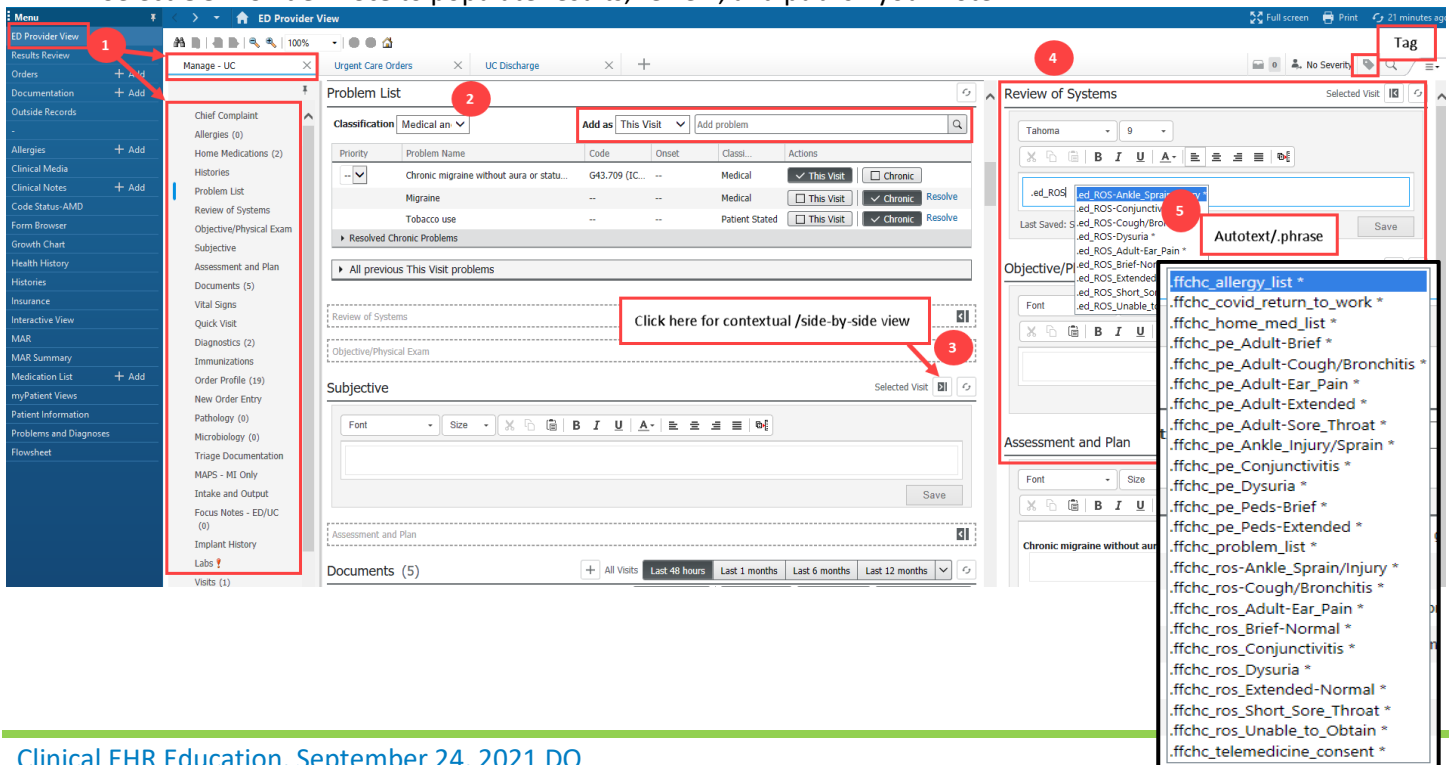 Menu
ED Provider View
Full screen Print 21 minutes ago
ED Provider View
Results Review
Orders + Add
Documentation + Add
Outside Records
-
Allergies + Add
Clinical Media
Clinical Notes + Add
Code Status-AMD
Form Browser
Growth Chart
Health History
Histories
Insurance
Interactive View
MAR
MAR Summary
Medication List + Add
myPatient Views
Patient Information
Problems and Diagnoses
Flowsheet
1
100%
Manage - UC
Urgent Care Orders
UC Discharge
4
0 No Severity
Tag
Chief Complaint
Allergies (0)
Home Medications (2)
Histories
Problem List
Review of Systems
Objective/Physical Exam
Subjective
Assessment and Plan
Documents (5)
Vital Signs
Quick Visit
Diagnostics (2)
Immunizations
Order Profile (19)
New Order Entry
Pathology (0)
Microbiology (0)
Triage Documentation
MAPS - MI Only
Intake and Output
Focus Notes - ED/UC
(0)
Implant History
Labs
Visits (1)
Problem List
2
Classification Medical an Add as This Visit Add problem
Priority Problem Name Code Onset Classi... Actions
-- Chronic migraine without aura or statu... G43.709 (IC... -- Medical This Visit Chronic
Migraine -- -- Medical This Visit Chronic Resolve
Tobacco use -- -- Patient Stated This Visit Chronic Resolve
Resolved Chronic Problems
All previous This Visit problems
Review of Systems
Click here for contextual /side-by-side view
Objective/Physical Exam
3
Subjective Selected Visit
Font Size B I U A
Save
Assessment and Plan
Documents (5) + All Visits Last 48 hours Last 1 months Last 6 months Last 12 months
Review of Systems Selected Visit
Tahoma 9
B I U A
.ed_ROS
.ed_ROS-Ankle_Sprain
.ed_ROS-Conjunctiv
.ed_ROS-Cough/Bron
.ed_ROS-Dysuria *
.ed_ROS_Adult-Ear_Pain *
.ed_ROS_Brief-Nor
.ed_ROS_Extended
.ed_ROS_Short_So
.ed_ROS_Unable_to
5
Autotext/.phrase
Last Saved: S
Save
Objective/P
Font
B I U
Assessment and Plan
Font Size
B I U
Chronic migraine without au
.ffchc_allergy_list *
.ffchc_covid_return_to_work *
.ffchc_home_med_list *
.ffchc_pe_Adult-Brief *
.ffchc_pe_Adult-Cough/Bronchitis *
.ffchc_pe_Adult-Ear_Pain *
.ffchc_pe_Adult-Extended *
.ffchc_pe_Adult-Sore_Throat *
.ffchc_pe_Ankle_Injury/Sprain *
.ffchc_pe_Conjunctivitis *
.ffchc_pe_Dysuria *
.ffchc_pe_Peds-Brief *
.ffchc_pe_Peds-Extended *
.ffchc_problem_list *
.ffchc_ros-Ankle_Sprain/Injury *
.ffchc_ros-Cough/Bronchitis *
.ffchc_ros_Adult-Ear_Pain *
.ffchc_ros_Brief-Normal *
.ffchc_ros_Conjunctivitis *
.ffchc_ros_Dysuria *
.ffchc_ros_Extended-Normal *
.ffchc_ros_Short_Sore_Throat *
.ffchc_ros_Unable_to_Obtain *
.ffchc_telemedicine_consent *
Clinical EHR Education September 24, 2021 DO